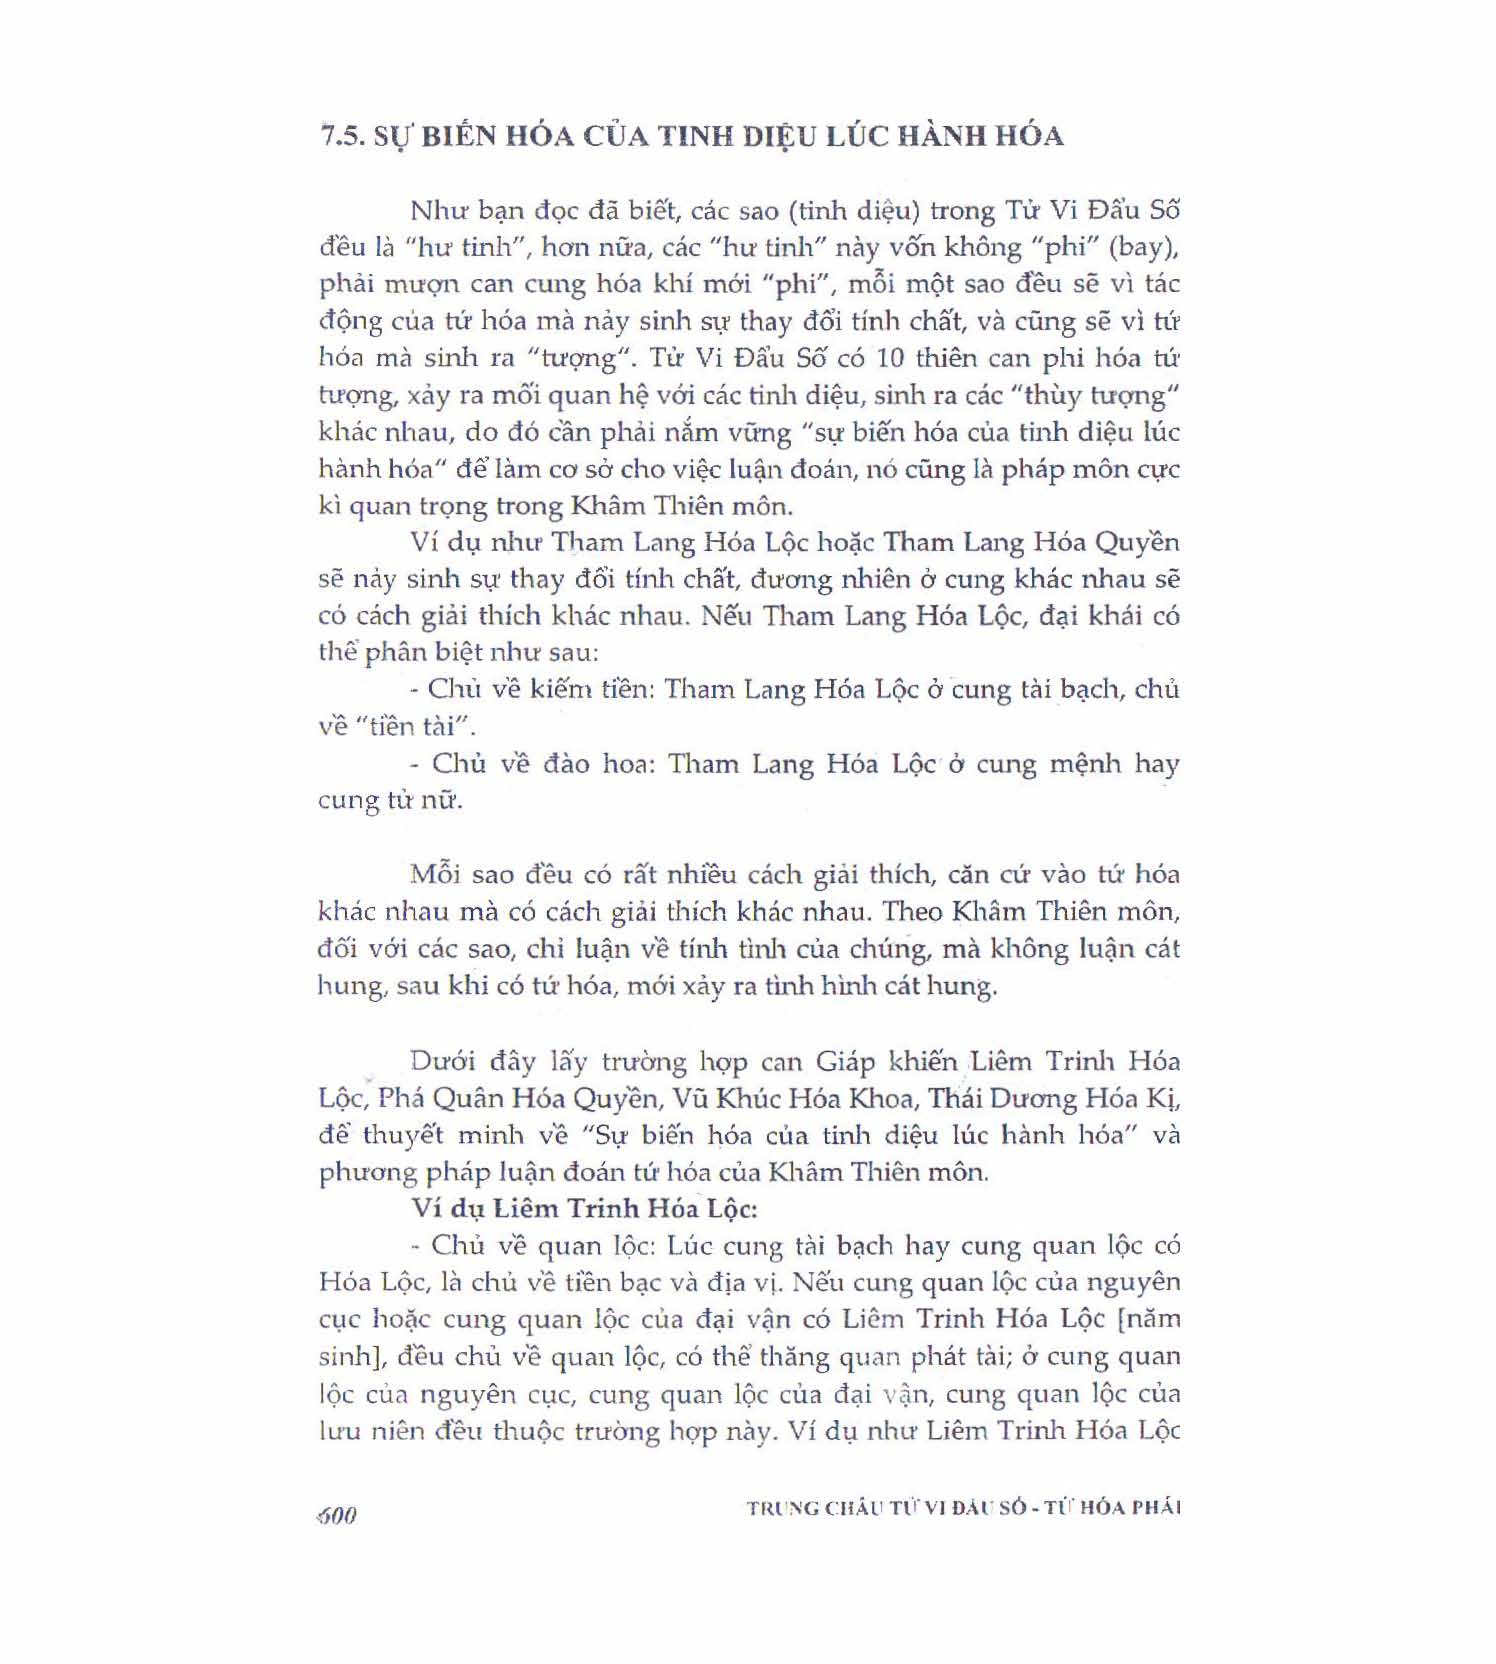 7.5. SỰ BIẾN HÓA CỦA TINH DIỆU LÚC HÀNH HÓA
Như bạn đọc đã biết, các sao (tinh diệu) trong Tử Vi Đẩu Số
đều là "hư tinh", hơn nữa, các "hư tinh" này vốn không "phi" (bay),
phải mượn can cung hóa khí mới "phi", mỗi một sao đều sẽ vì tác
động của tứ hóa mà nảy sinh sự thay đổi tính chất, và cũng sẽ vì tứ
hóa mà sinh ra "tượng". Tử Vi Đẩu Số có 10 thiên can phi hóa tứ
tượng, xảy ra mối quan hệ với các tinh diệu, sinh ra các "thùy tượng"
khác nhau, do đó cần phải nắm vững "sự biến hóa của tinh diệu lúc
hành hóa" để làm cơ sở cho việc luận đoán, nó cũng là pháp môn cực
kì quan trọng trong Khâm Thiên môn.
Ví dụ như Tham Lang Hóa Lộc hoặc Tham Lang Hóa Quyền
sẽ nảy sinh sự thay đổi tính chất, đương nhiên ở cung khác nhau sẽ
có cách giải thích khác nhau. Nếu Tham Lang Hóa Lộc, đại khái có
thể phân biệt như sau:
- Chủ về kiếm tiền: Tham Lang Hóa Lộc ở cung tài bạch, chủ
về "tiền tài".
- Chủ về đào hoa: Tham Lang Hóa Lộc ở cung mệnh hay
cung tử nữ.
Mỗi sao đều có rất nhiều cách giải thích, căn cứ vào tứ hóa
khác nhau mà có cách giải thích khác nhau. Theo Khâm Thiên môn,
đối với các sao, chỉ luận về tính tình của chúng, mà không luận cát
hung, sau khi có tứ hóa, mới xảy ra tình hình cát hung.
Dưới đây lấy trường hợp can Giáp khiến Liêm Trinh Hóa
Lộc, Phá Quân Hóa Quyền, Vũ Khúc Hóa Khoa, Thái Dương Hóa Kị,
để thuyết minh về "Sự biến hóa của tinh diệu lúc hành hóa" và
phương pháp luận đoán tứ hóa của Khâm Thiên môn.
Ví dụ Liêm Trinh Hóa Lộc:
- Chủ về quan lộc: Lúc cung tài bạch hay cung quan lộc có
Hóa Lộc, là chủ về tiền bạc và địa vị. Nếu cung quan lộc của nguyên
cục hoặc cung quan lộc của đại vận có Liêm Trinh Hóa Lộc [năm
sinh], đều chủ về quan lộc, có thể thăng quan phát tài; ở cung quan
lộc của nguyên cục, cung quan lộc của đại vận, cung quan lộc của
lưu niên đều thuộc trường hợp này. Ví dụ như Liêm Trinh Hóa Lộc
600
TRUNG CHÂU TỬ VI ĐẨU SỐ - TỨ HÓA PHÁI